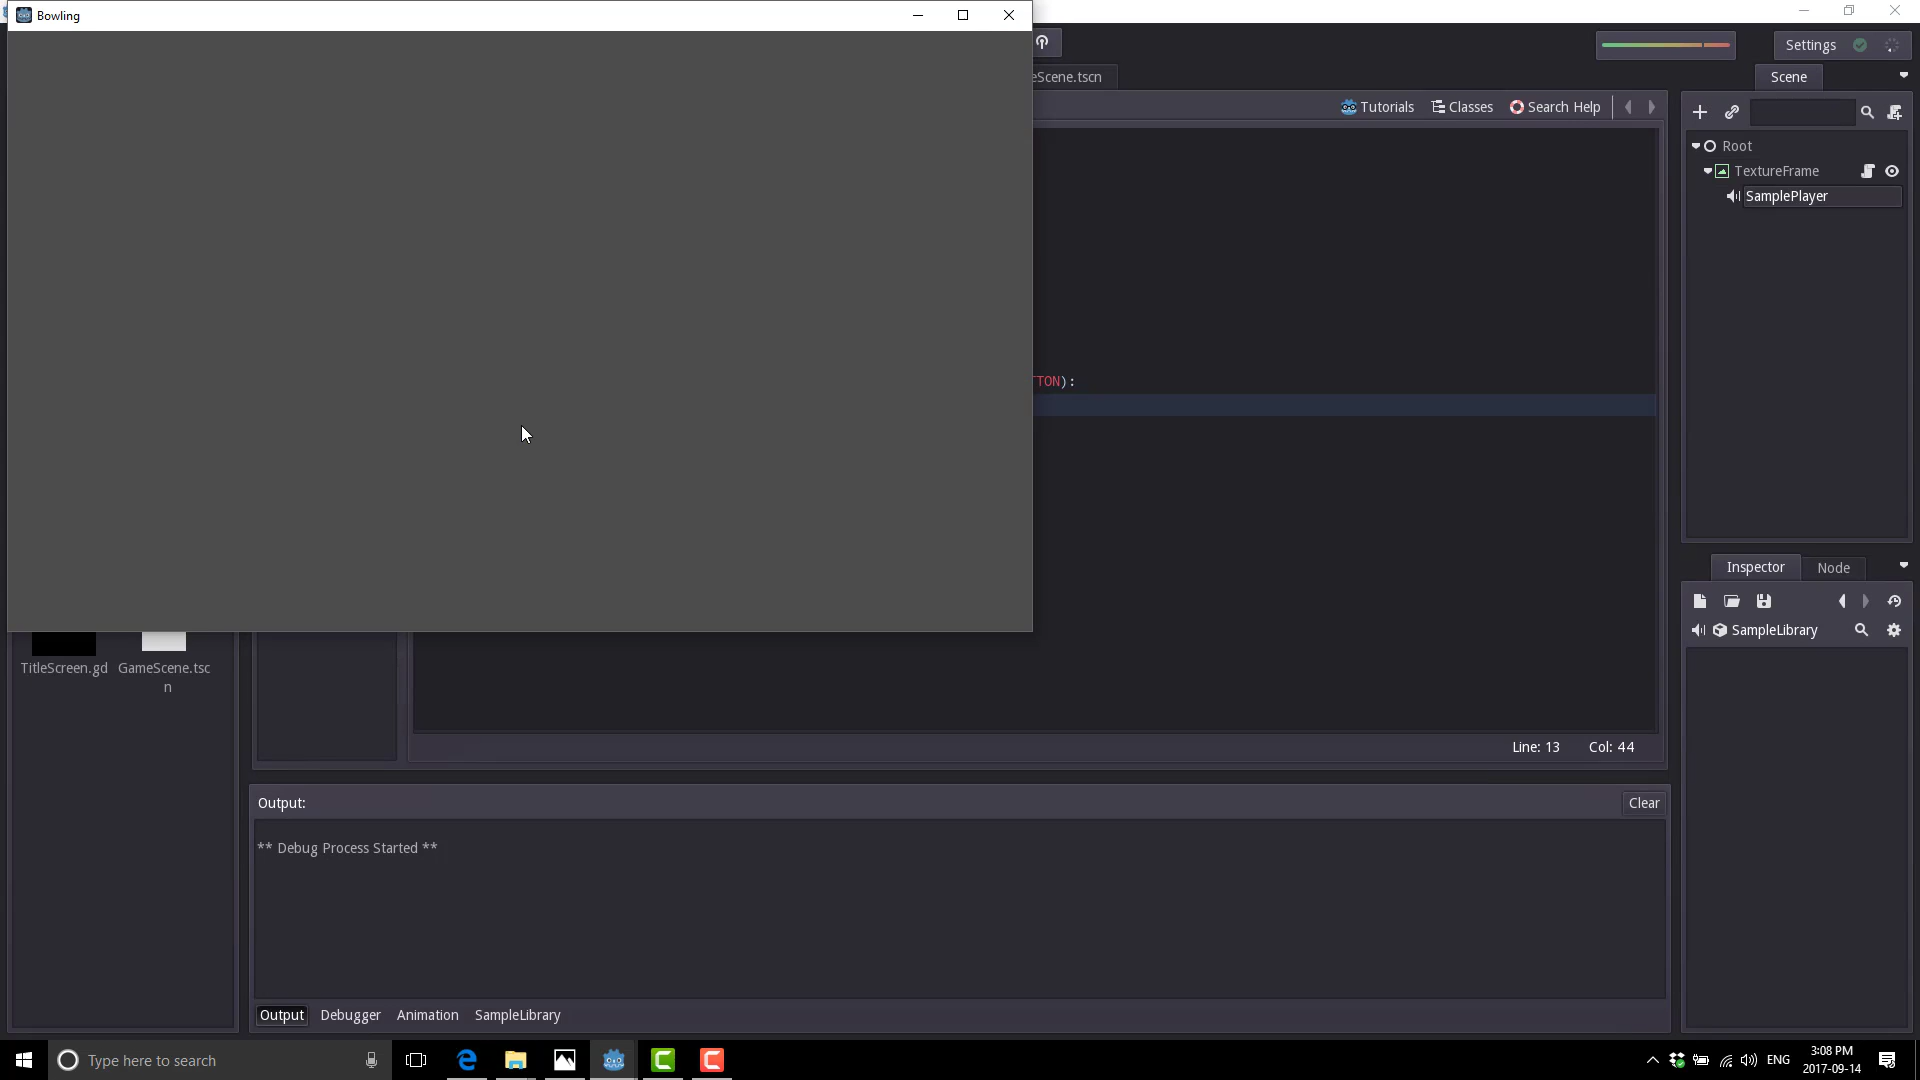 Bowling
Settings
eScene.tscn
Scene
Tutorials
Classes
Search Help
Root
TextureFrame
SamplePlayer
TTON):
Inspector
Node
SampleLibrary
TitleScreen.gd
GameScene.tsc
n
Line: 13
Col: 44
Output:
Clear
** Debug Process Started **
Output
Debugger
Animation
SampleLibrary
Type here to search
ENG
3:08 PM
2017-09-14